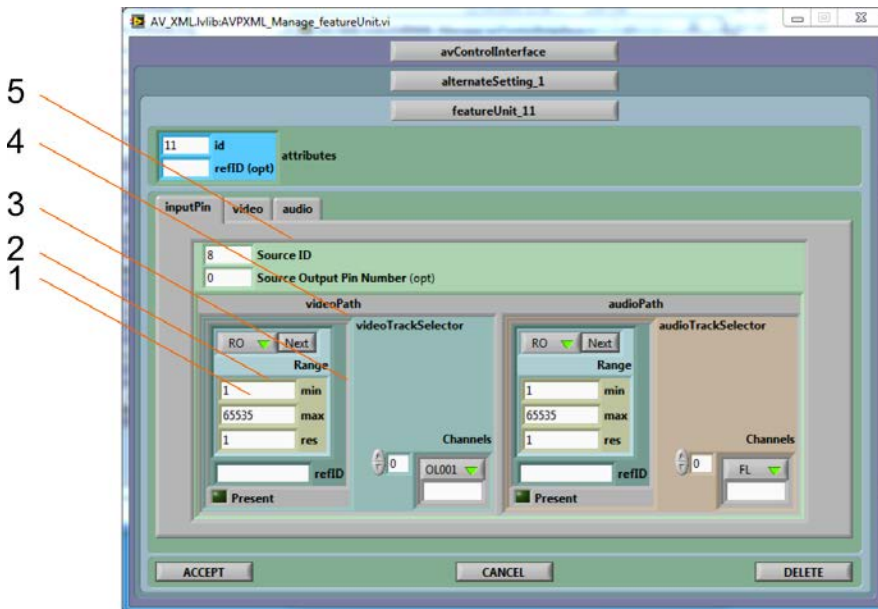 AV_XML.lvlib:AVPXML_Manage_featureUnit.vi
avControlInterface
alternateSetting_1
featureUnit_11
5
4
3
2
1
11 id
refID (opt)
attributes
inputPin video audio
8 Source ID
0 Source Output Pin Number (opt)
videoPath audioPath
videoTrackSelector audioTrackSelector
RO Next RO Next
Range Range
1 min 1 min
65535 max 65535 max
1 res 1 res
Channels Channels
0 OL001 0 FL
refID refID
Present Present
ACCEPT CANCEL DELETE